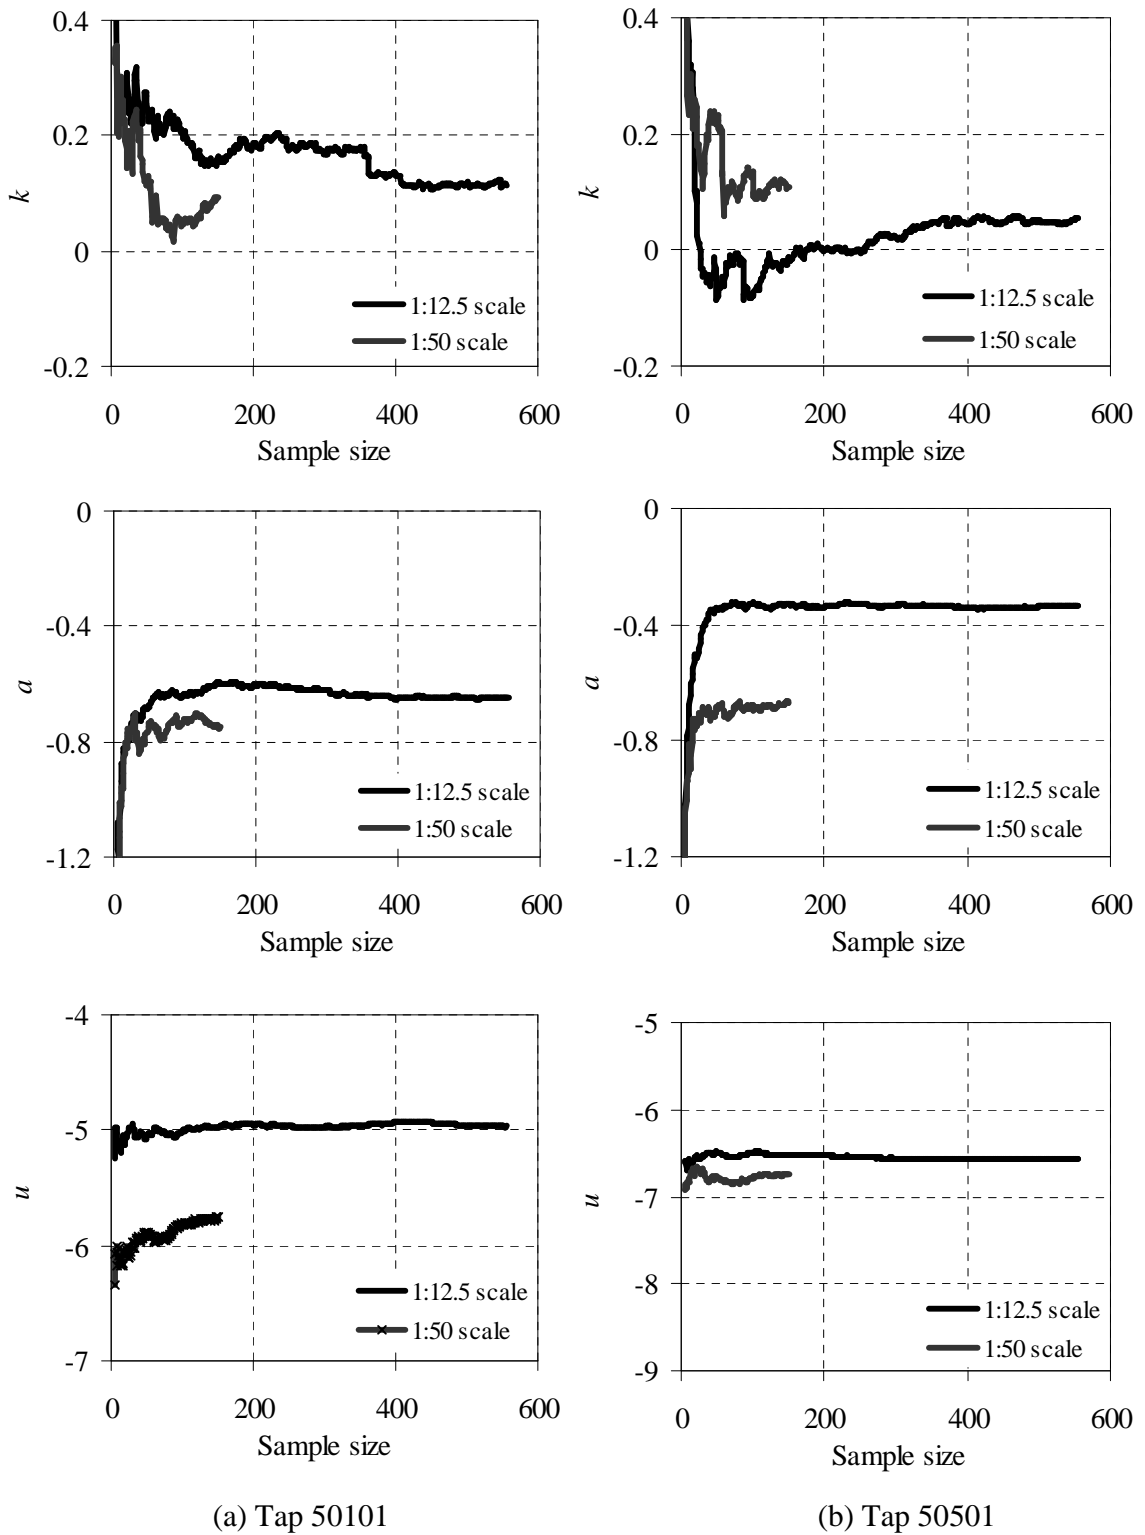 0.4
0.2
0
-0.2
k
1:12.5 scale
1:50 scale
0 200 400 600
Sample size
0.4
0.2
0
-0.2
k
1:12.5 scale
1:50 scale
0 200 400 600
Sample size
0
-0.4
-0.8
-1.2
a
1:12.5 scale
1:50 scale
0 200 400 600
Sample size
0
-0.4
-0.8
-1.2
a
1:12.5 scale
1:50 scale
0 200 400 600
Sample size
-4
-5
-6
-7
u
1:12.5 scale
1:50 scale
0 200 400 600
Sample size
-5
-6
-7
-8
-9
u
1:12.5 scale
1:50 scale
0 200 400 600
Sample size
(a) Tap 50101
(b) Tap 50501